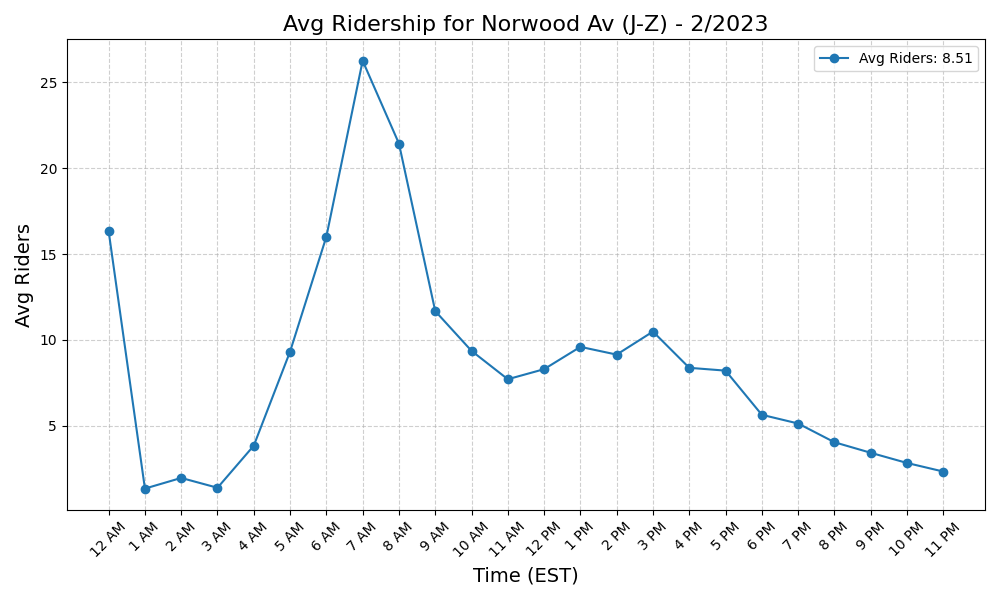 Avg Ridership for Norwood Av (J-Z) - 2/2023
Avg Riders: 8.51
Avg Riders
25
20
15
10
5
12 AM
1 AM
2 AM
3 AM
4 AM
5 AM
6 AM
7 AM
8 AM
9 AM
10 AM
11 AM
12 PM
1 PM
2 PM
3 PM
4 PM
5 PM
6 PM
7 PM
8 PM
9 PM
10 PM
11 PM
Time (EST)